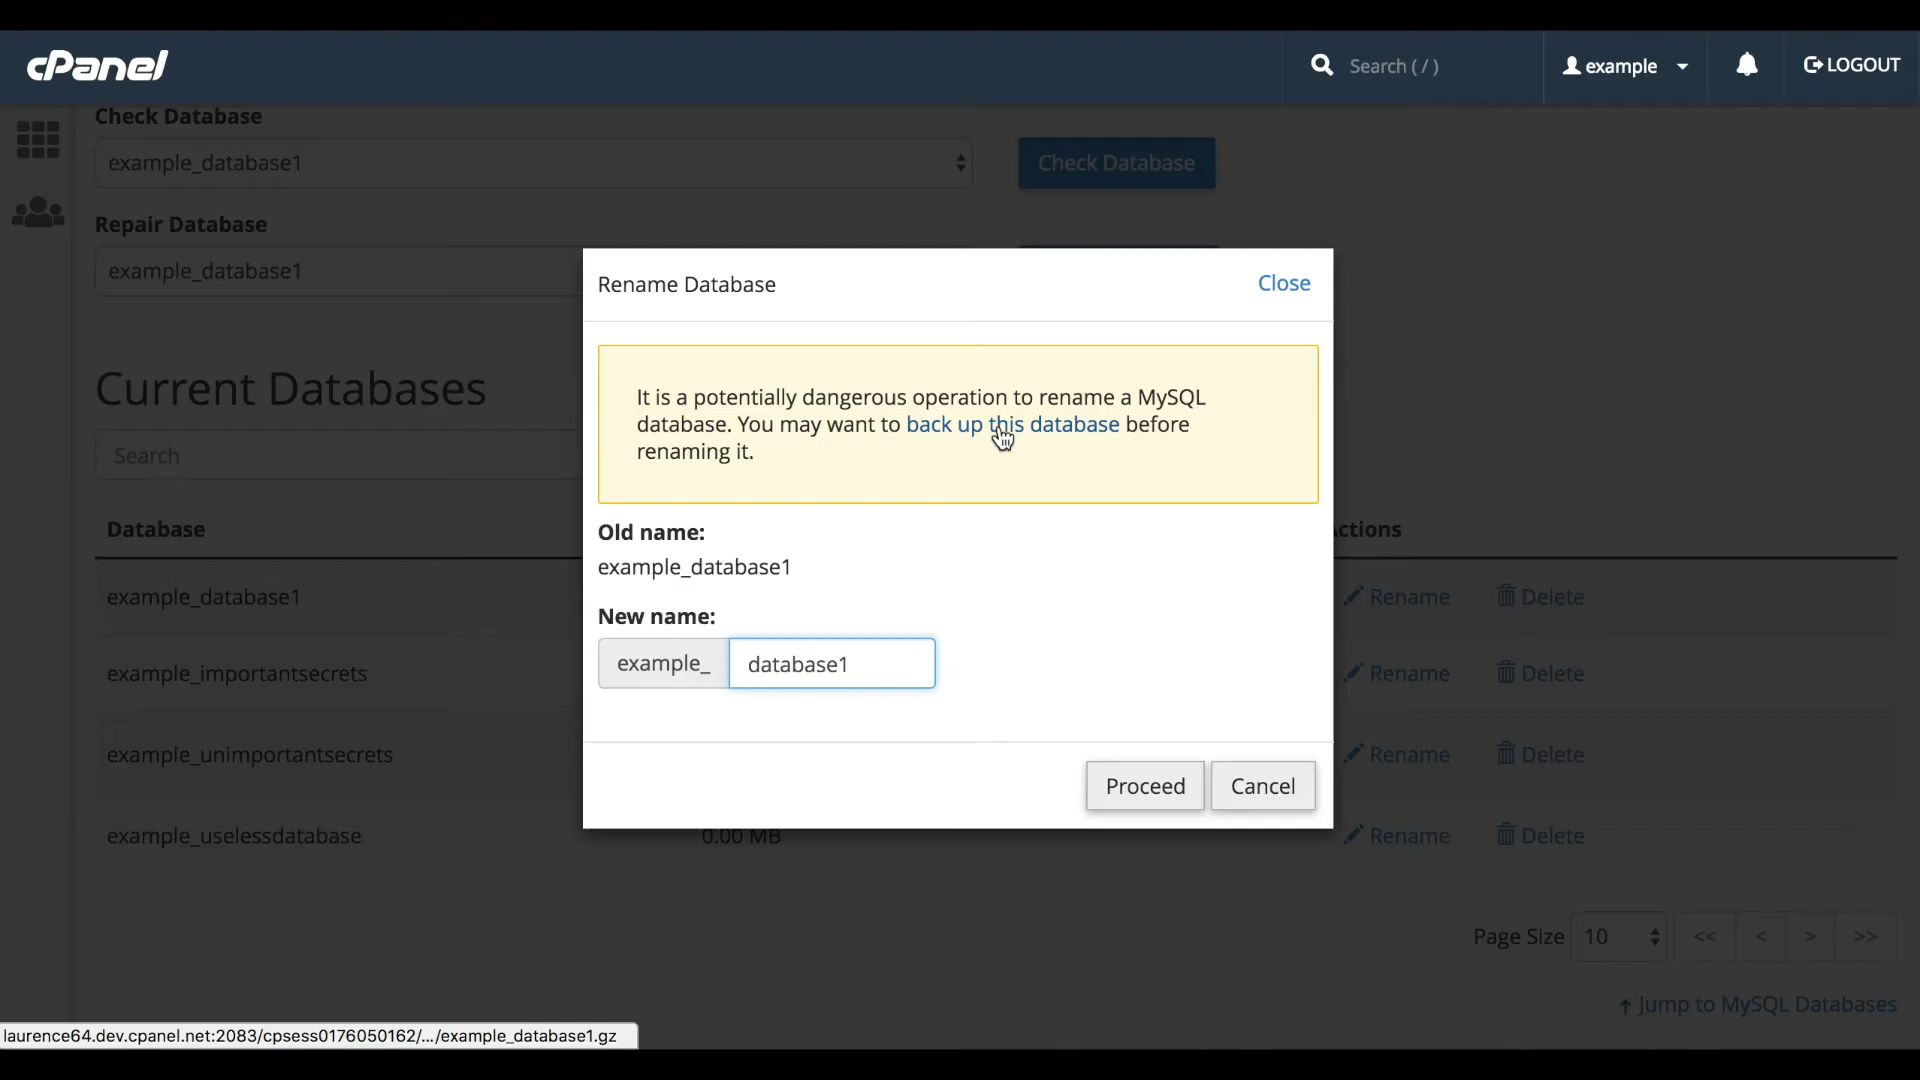 cPanel
Search ( / )
example
LOGOUT
Check Database
example_database1
Check Database
Repair Database
example_database1
Rename Database
Close
It is a potentially dangerous operation to rename a MySQL
database. You may want to back up this database before
renaming it.
Old name:
example_database1
New name:
example_ database1
Proceed
Cancel
Current Databases
Search
Database
ctions
example_database1
Rename
Delete
example_importantsecrets
Rename
Delete
example_unimportantsecrets
Rename
Delete
example_uselessdatabase
0.00 MB
Rename
Delete
Page Size 10 << < > >>
Jump to MySQL Databases
laurence64.dev.cpanel.net:2083/cpsess0176050162/.../example_database1.gz